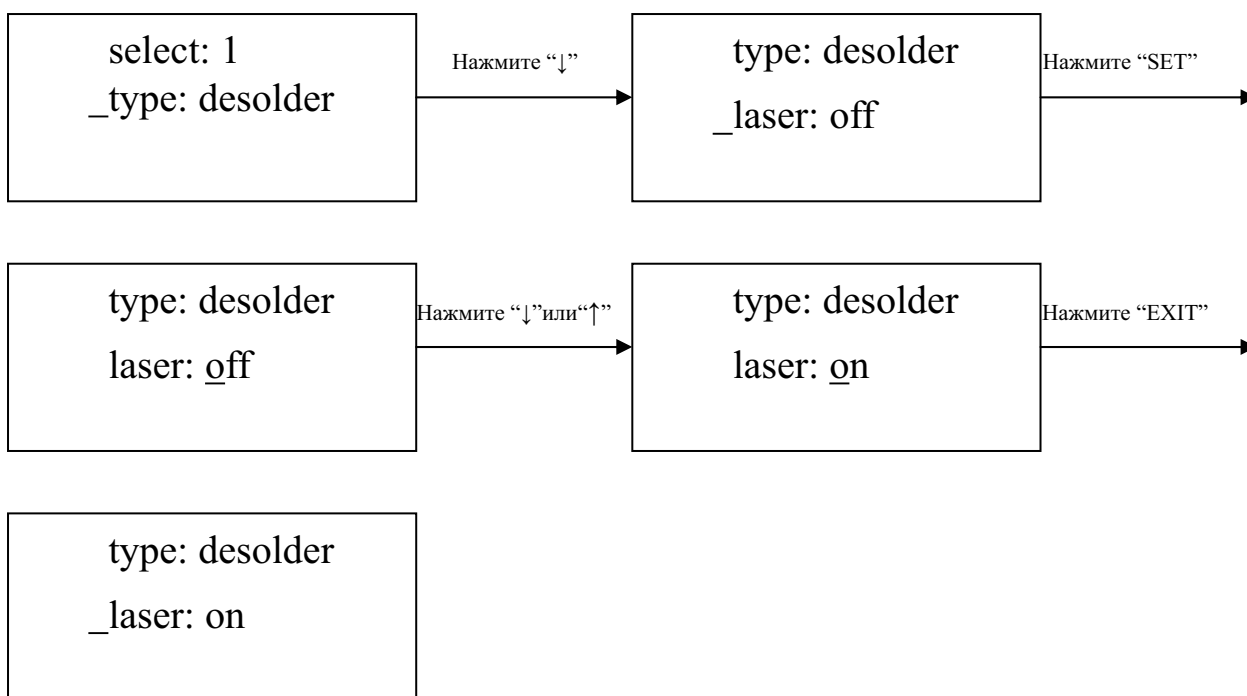 select: 1
_type: desolder
Нажмите “↓”
type: desolder
_laser: off
Нажмите “SET”
type: desolder
laser: off
Нажмите “↓”или“↑”
type: desolder
laser: on
Нажмите “EXIT”
type: desolder
_laser: on